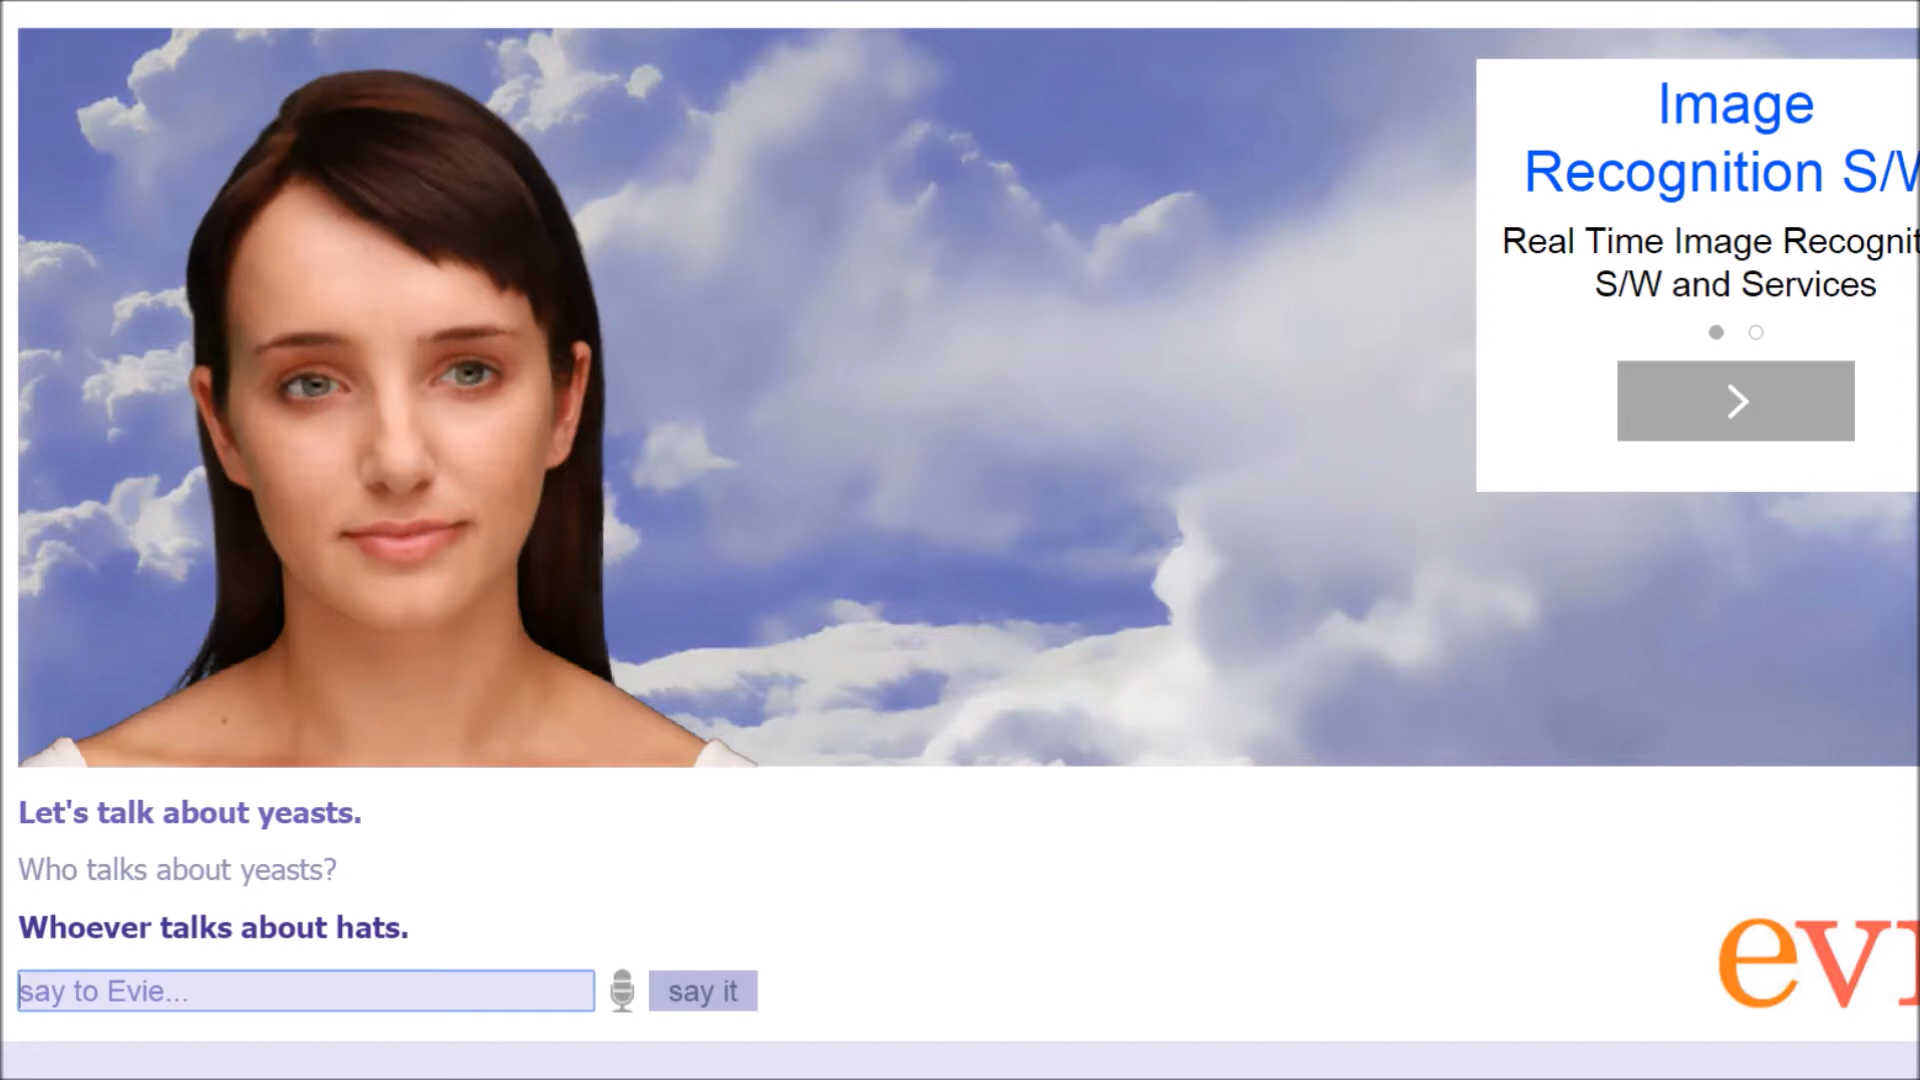 Image
Recognition S/
Real Time Image
S/W and Services
Let's talk about yeasts.
Who talks about yeasts?
Whoever talks about hats.
say to Evie...
say it
ev